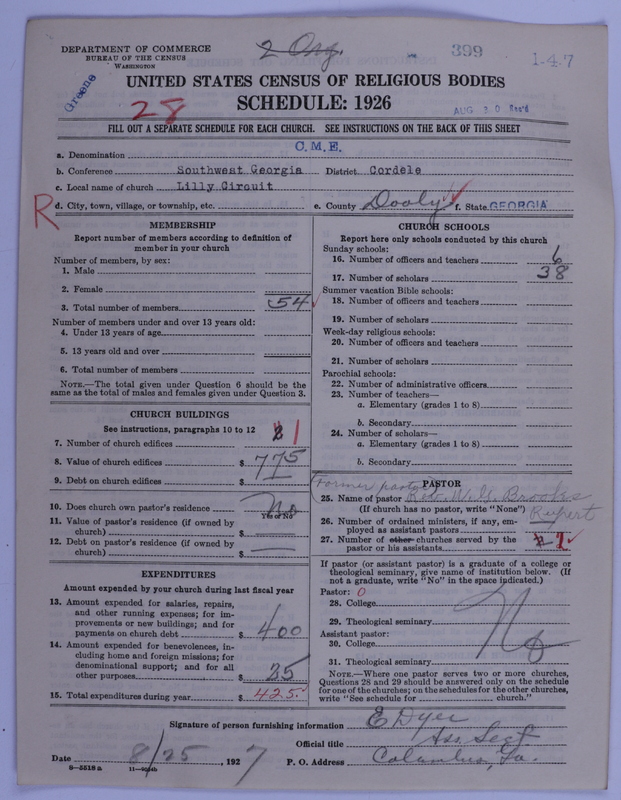 DEPARTMENT OF COMMERCE
BUREAU OF THE CENSUS
WASHINGTON
2 Org.
399
1-4-7
Greene
28
UNITED STATES CENSUS OF RELIGIOUS BODIES
SCHEDULE: 1926
AUG 30 Rec'd
FILL OUT A SEPARATE SCHEDULE FOR EACH CHURCH. SEE INSTRUCTIONS ON THE BACK OF THIS SHEET
a. Denomination C.M.E.
b. Conference Southwest Georgia District Cordele
c. Local name of church Lilly Circuit
R d. City, town, village, or township, etc. e. County Dooly f. State GEORGIA
MEMBERSHIP
Report number of members according to definition of
member in your church
Number of members, by sex:
1. Male
2. Female
3. Total number of members 54
Number of members under and over 13 years old:
4. Under 13 years of age
5. 13 years old and over
6. Total number of members
NOTE.—The total given under Question 6 should be the
same as the total of males and females given under Question 3.
CHURCH BUILDINGS
See instructions, paragraphs 10 to 12
7. Number of church edifices 1
8. Value of church edifices $ 775
9. Debt on church edifices $
10. Does church own pastor's residence No
Yes or No
11. Value of pastor's residence (if owned by
church) $
12. Debt on pastor's residence (if owned by
church) $
EXPENDITURES
Amount expended by your church during last fiscal year
13. Amount expended for salaries, repairs,
and other running expenses; for im-
provements or new buildings; and for
payments on church debt $ 400
14. Amount expended for benevolences, in-
cluding home and foreign missions; for
denominational support; and for all
other purposes $ 25
15. Total expenditures during year $ 425
CHURCH SCHOOLS
Report here only schools conducted by this church
Sunday schools:
16. Number of officers and teachers 6
17. Number of scholars 38
Summer vacation Bible schools:
18. Number of officers and teachers
19. Number of scholars
Week-day religious schools:
20. Number of officers and teachers
21. Number of scholars
Parochial schools:
22. Number of administrative officers
23. Number of teachers—
a. Elementary (grades 1 to 8)
b. Secondary
24. Number of scholars—
a. Elementary (grades 1 to 8)
b. Secondary
PASTOR
(Former pastor)
25. Name of pastor Rev. W. S. Brooks
(If church has no pastor, write "None") Rupert
26. Number of ordained ministers, if any, em-
ployed as assistant pastors
27. Number of other churches served by the
pastor or his assistants 1
If pastor (or assistant pastor) is a graduate of a college or
theological seminary, give name of institution below. (If
not a graduate, write "No" in the space indicated.)
Pastor: 0
28. College
29. Theological seminary No
Assistant pastor:
30. College
31. Theological seminary
NOTE.—Where one pastor serves two or more churches,
Questions 28 and 29 should be answered only on the schedule
for one of the churches; on the schedules for the other churches,
write "See schedule for church."
Signature of person furnishing information E Dyer
Official title Ass Sect
Date 8/25, 1927 P. O. Address Columbus, Ga.
8—5518a 11—9034b